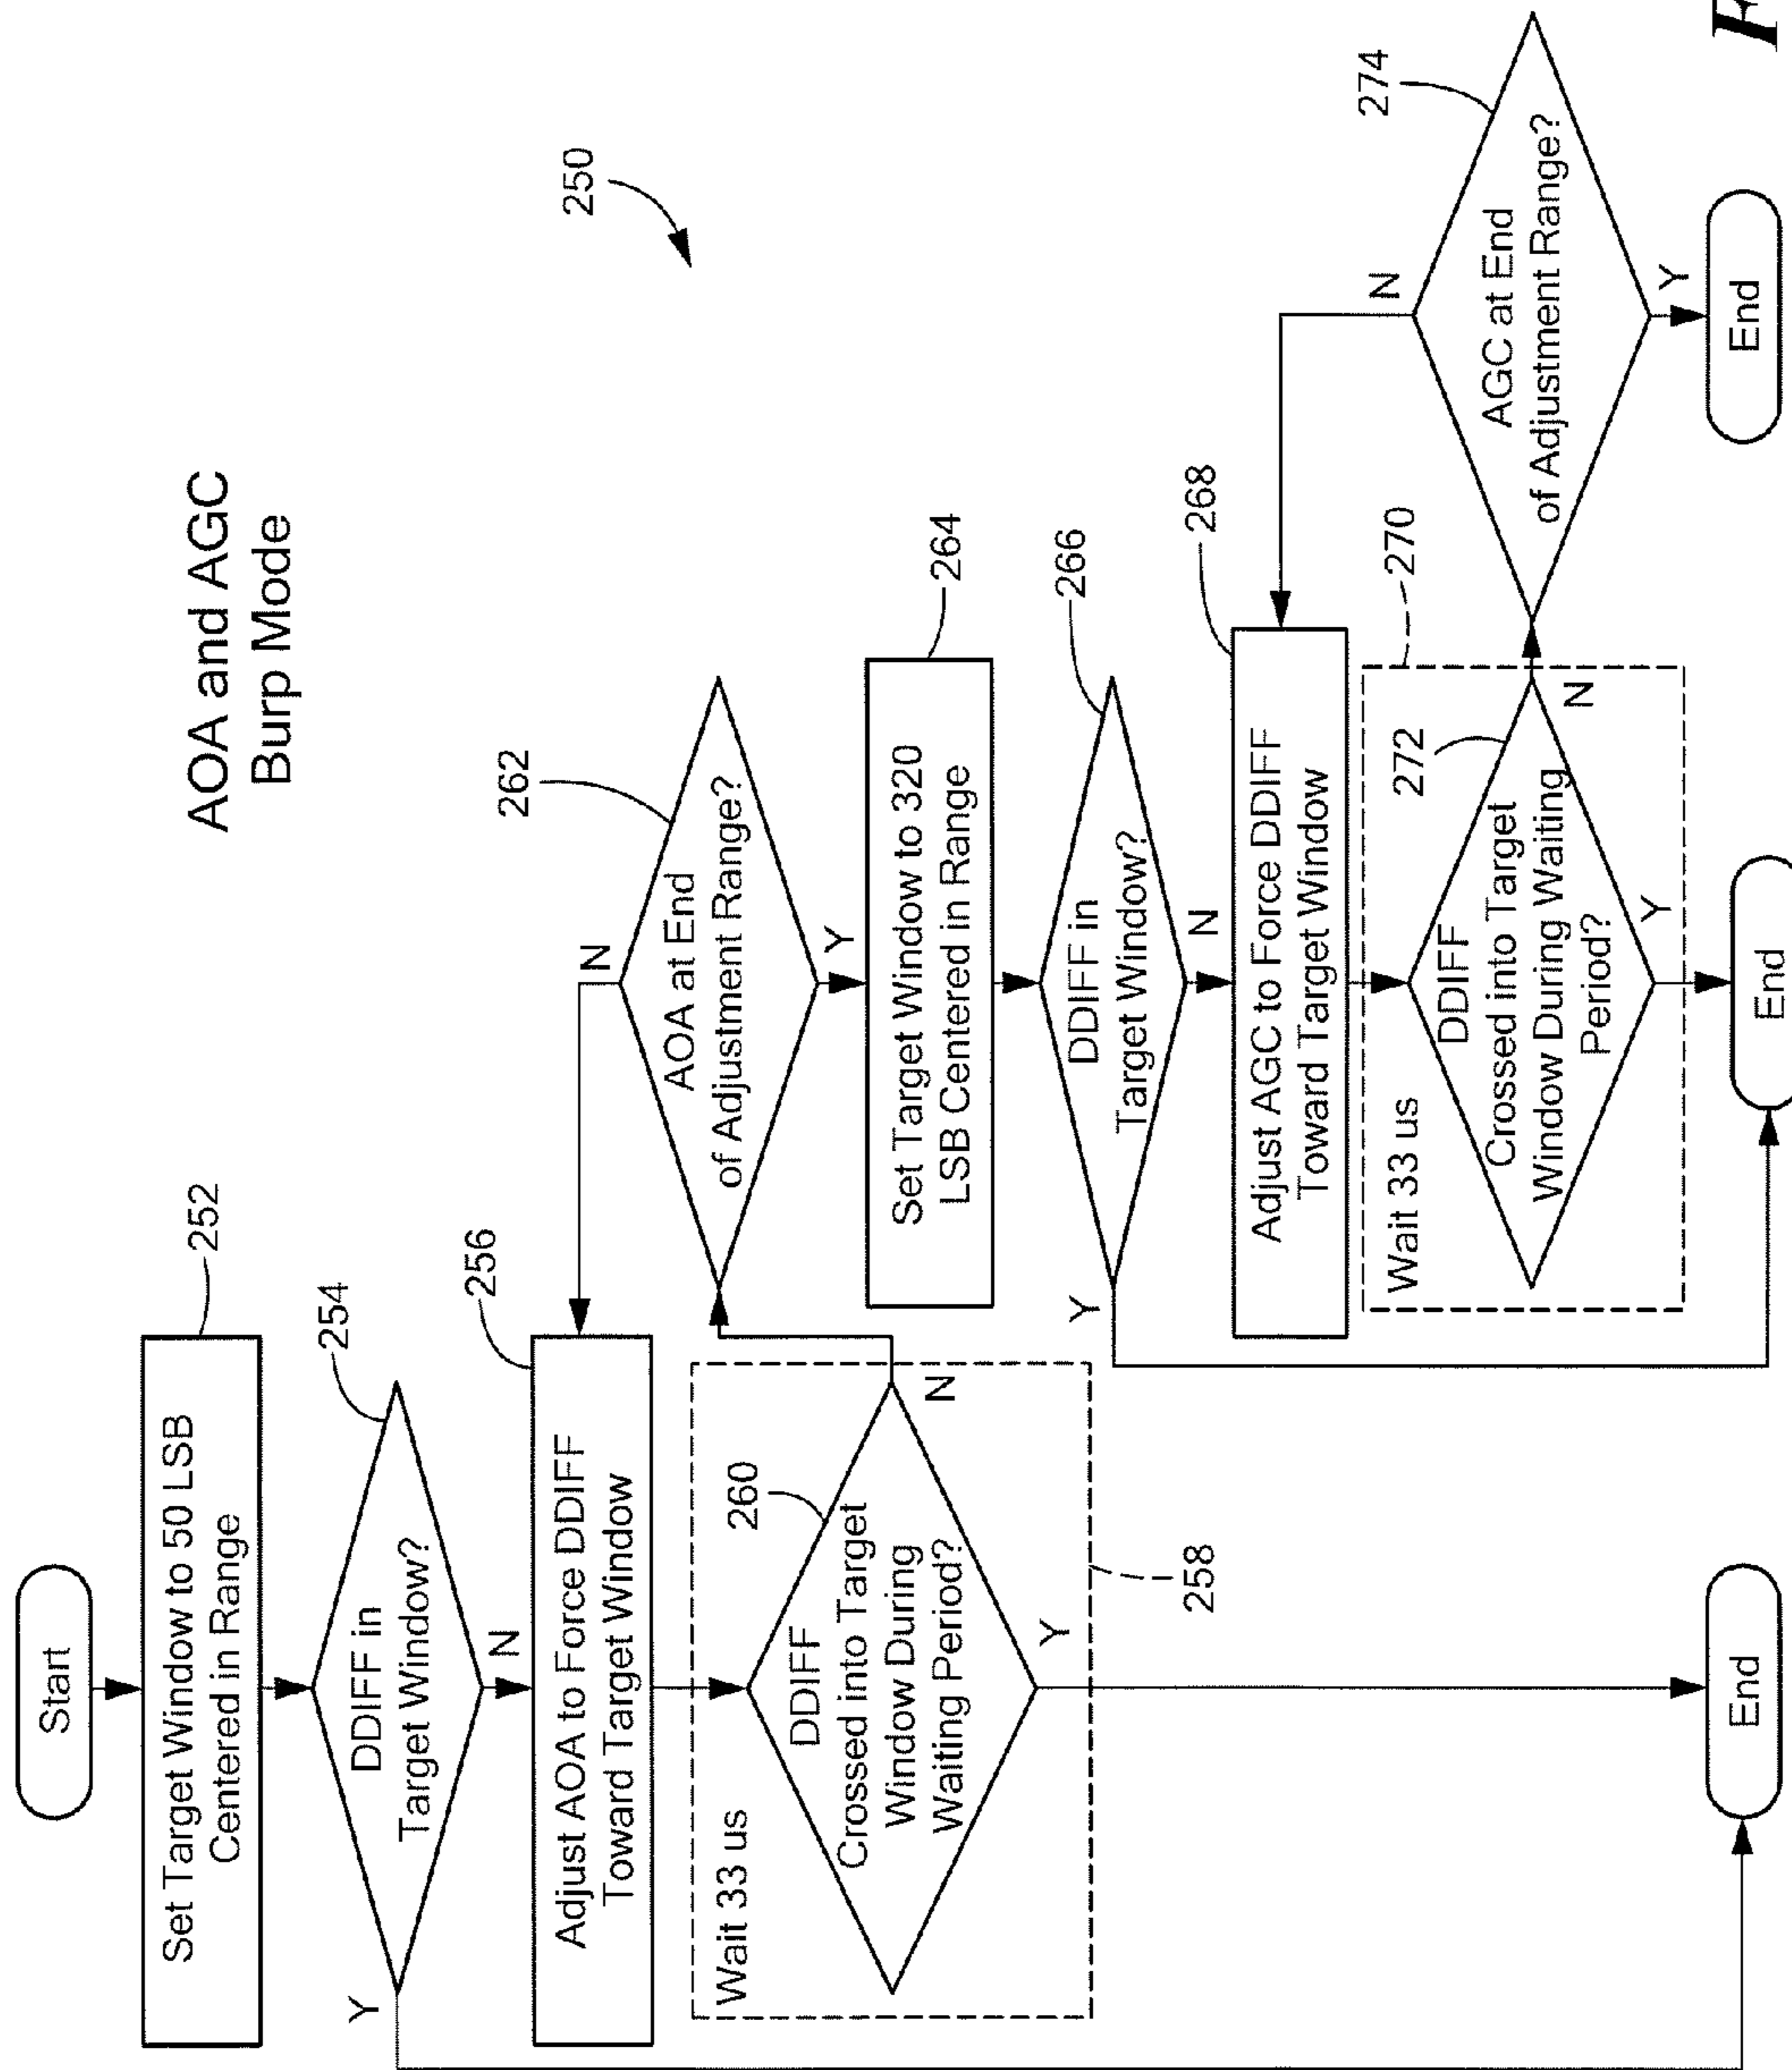 AOA and AGC
Burp Mode
250
Start
Set Target Window to 50 LSB
Centered in Range
252
DDIFF in
Target Window?
254
Y
N
Adjust AOA to Force DDIFF
Toward Target Window
256
Wait 33 us
DDIFF
Crossed into Target
Window During
Waiting Period?
260
258
N
Y
End
AOA at End
of Adjustment Range?
262
N
Y
Set Target Window to 320
LSB Centered in Range
264
DDIFF in
Target Window?
266
Y
N
Adjust AGC to Force DDIFF
Toward Target Window
268
Wait 33 us
DDIFF
Crossed into Target
Window During Waiting
Period?
272
270
N
Y
End
AGC at End
of Adjustment Range?
274
N
Y
End